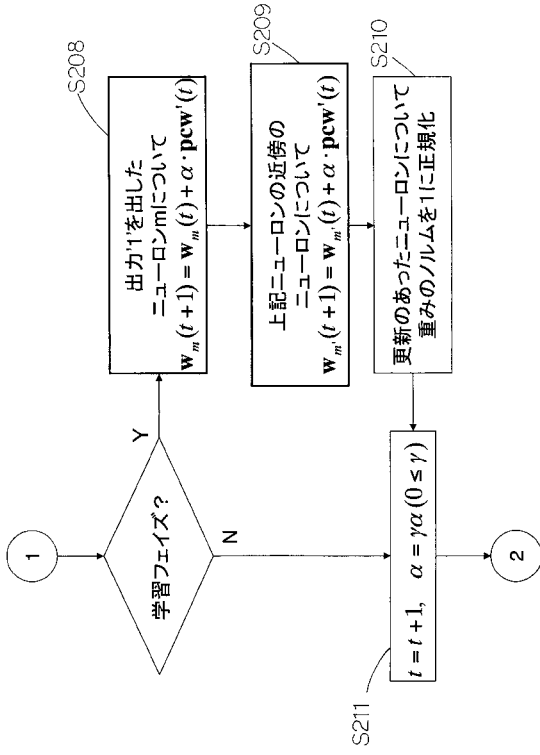 1
学習フェイズ?
Y
N
S208
出力'1'を出した
ニューロンmについて
w_m(t+1) = w_m(t) + α·pcw'(t)
S209
上記ニューロンの近傍の
ニューロンについて
w_m'(t+1) = w_m'(t) + α·pcw'(t)
S210
更新のあったニューロンについて
重みのノルムを1に正規化
S211
t = t+1, α = γα(0 ≤ γ)
2